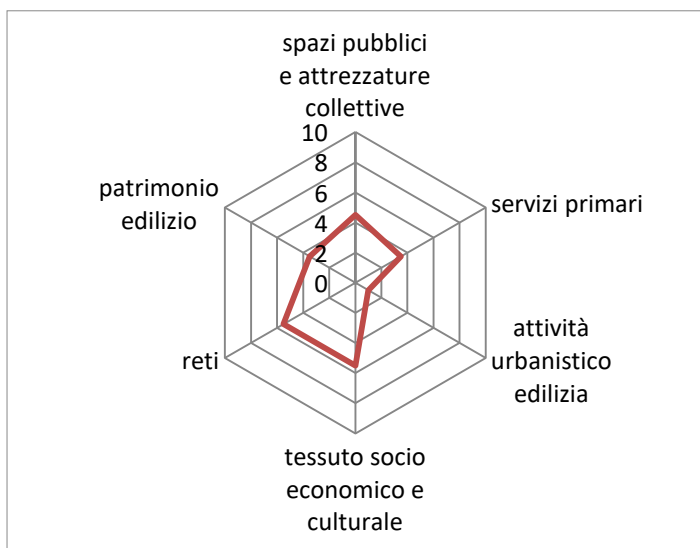 spazi pubblici
e attrezzature
collettive
10
8
6
4
2
0
servizi primari
attività
urbanistico
edilizia
tessuto socio
economico e
culturale
reti
patrimonio
edilizio